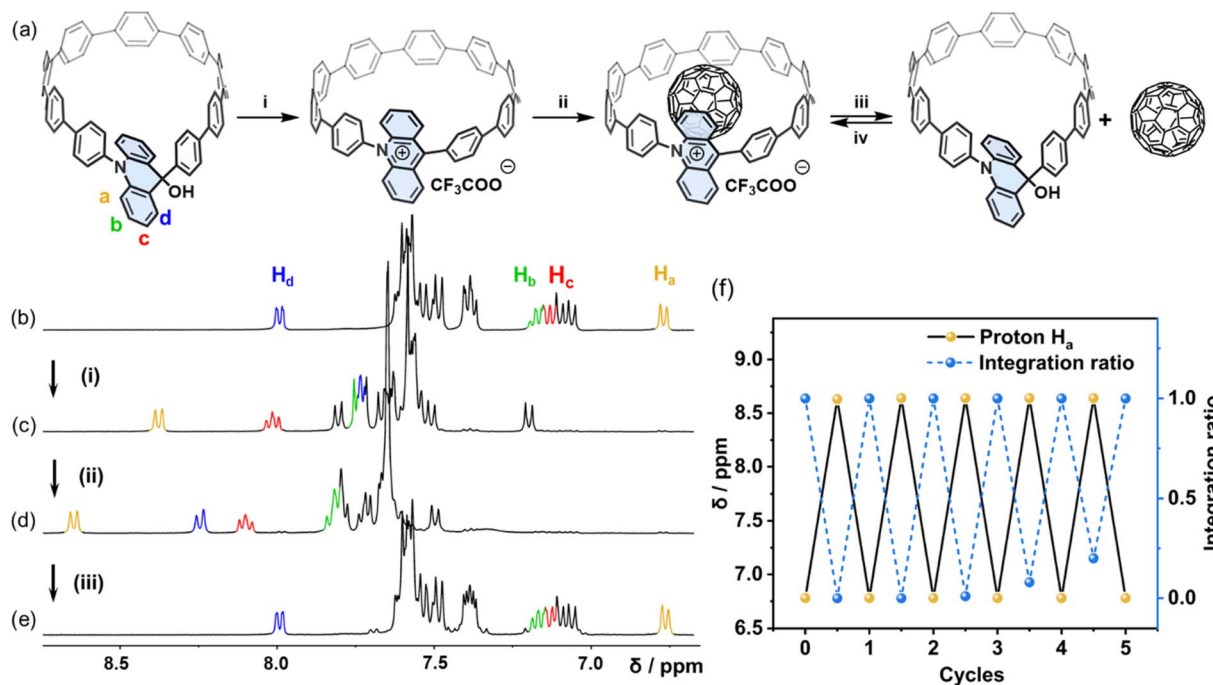 (a)
i
ii
iii
iv
N
OH
a
b
c
d
N
+
CF3COO
−
N
+
CF3COO
−
+
N
OH
Hd
Hb
Hc
Ha
(b)
(i)
(c)
(ii)
(d)
(iii)
(e)
8.5 8.0 7.5 7.0
δ / ppm
(f)
Proton Ha
Integration ratio
δ / ppm
9.0
8.5
8.0
7.5
7.0
6.5
1.0
0.5
0.0
Integration ratio
0 1 2 3 4 5
Cycles